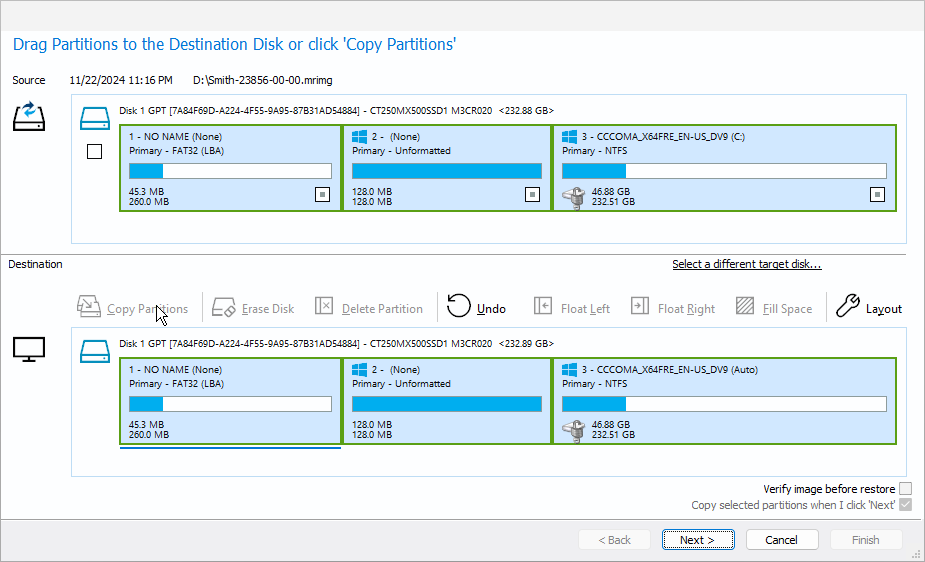 Drag Partitions to the Destination Disk or click 'Copy Partitions'
Source 11/22/2024 11:16 PM D:\Smith-23856-00-00.mrimg
Disk 1 GPT [7A84F69D-A224-4F55-9A95-87B31AD54884] - CT250MX500SSD1 M3CR020 <232.88 GB>
1 - NO NAME (None)
Primary - FAT32 (LBA)
45.3 MB
260.0 MB
2 - (None)
Primary - Unformatted
128.0 MB
128.0 MB
3 - CCCOMA_X64FRE_EN-US_DV9 (C:)
Primary - NTFS
46.88 GB
232.51 GB
Destination
Select a different target disk...
Copy Partitions
Erase Disk
Delete Partition
Undo
Float Left
Float Right
Fill Space
Layout
Disk 1 GPT [7A84F69D-A224-4F55-9A95-87B31AD54884] - CT250MX500SSD1 M3CR020 <232.89 GB>
1 - NO NAME (None)
Primary - FAT32 (LBA)
45.3 MB
260.0 MB
2 - (None)
Primary - Unformatted
128.0 MB
128.0 MB
3 - CCCOMA_X64FRE_EN-US_DV9 (Auto)
Primary - NTFS
46.88 GB
232.51 GB
Verify image before restore
Copy selected partitions when I click 'Next'
< Back
Next >
Cancel
Finish